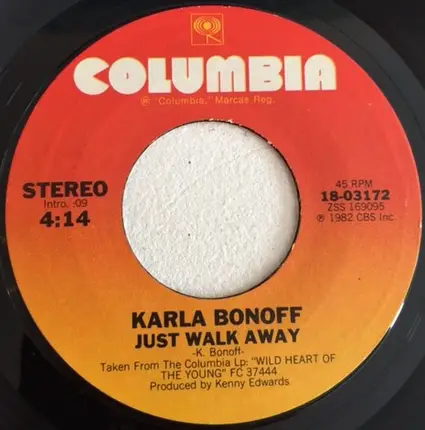 COLUMBIA
® "Columbia," Marcas Reg.
STEREO
Intro. :09
4:14
45 RPM
18-03172
ZSS 169095
℗ 1982 CBS Inc.
KARLA BONOFF
JUST WALK AWAY
-K. Bonoff-
Taken From The Columbia Lp: "WILD HEART OF
THE YOUNG" FC 37444
Produced by Kenny Edwards